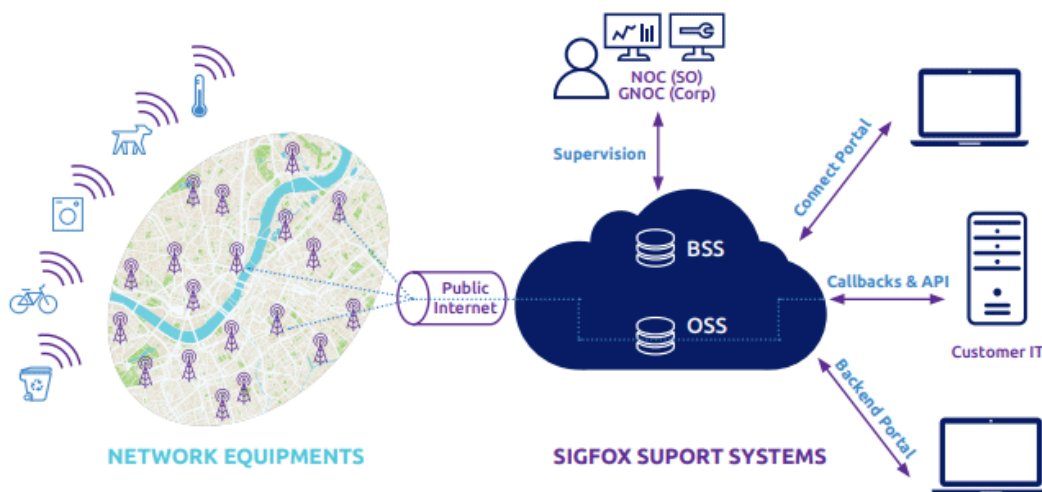 NOC (SO)
GNOC (Corp)
Supervision
Connect Portal
BSS
Public
Internet
Callbacks & API
OSS
Customer IT
Backend Portal
NETWORK EQUIPMENTS
SIGFOX SUPORT SYSTEMS